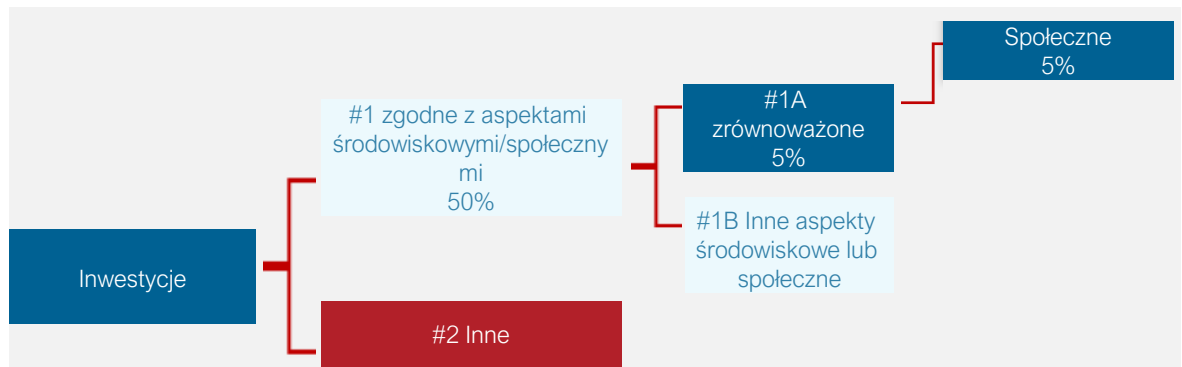 Społeczne
5%
#1A
zrównoważone
5%
#1 zgodne z aspektami
środowiskowymi/społeczny
mi
50%
#1B Inne aspekty
środowiskowe lub
społeczne
Inwestycje
#2 Inne